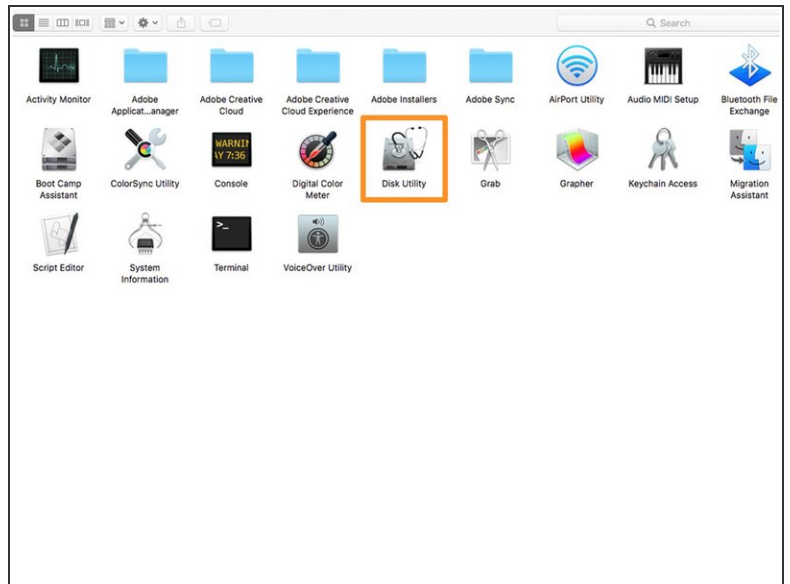 Search
Activity Monitor
Adobe
Applicat...anager
Adobe Creative
Cloud
Adobe Creative
Cloud Experience
Adobe Installers
Adobe Sync
AirPort Utility
Audio MIDI Setup
Bluetooth File
Exchange
WARNIN
AY 7:36
Boot Camp
Assistant
ColorSync Utility
Console
Digital Color
Meter
Disk Utility
Grab
Grapher
Keychain Access
Migration
Assistant
>_
Script Editor
System
Information
Terminal
VoiceOver Utility